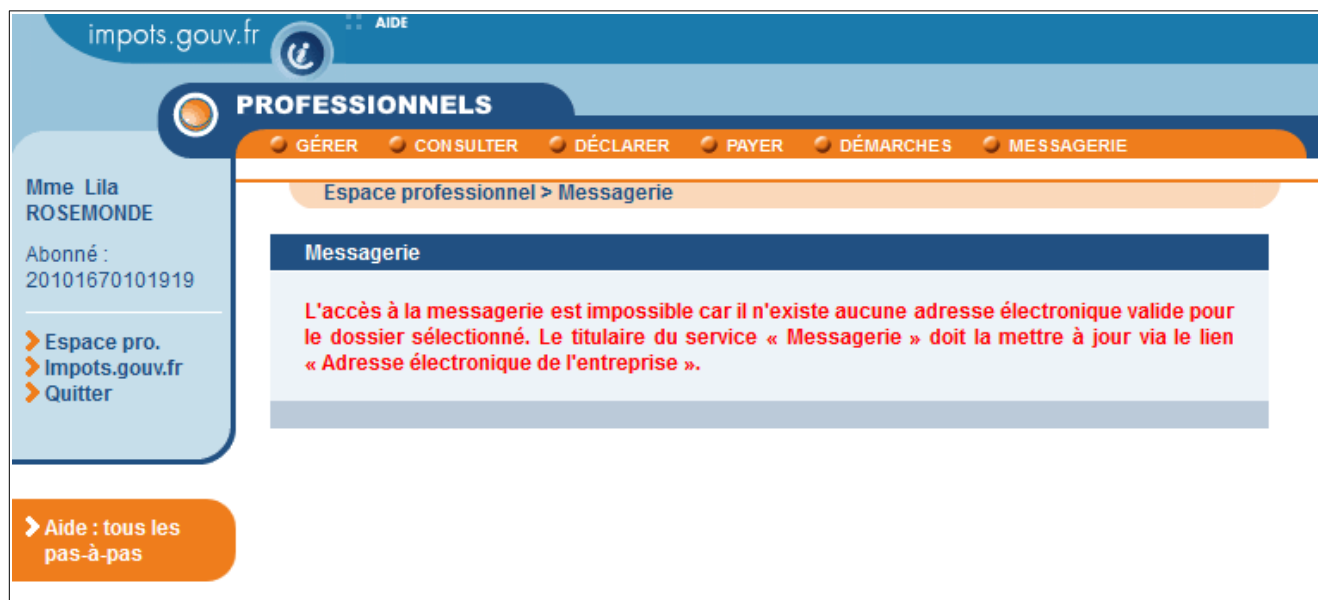 impots.gouv.fr
AIDE
PROFESSIONNELS
GÉRER CONSULTER DÉCLARER PAYER DÉMARCHES MESSAGERIE
Mme Lila
ROSEMONDE
Abonné :
20101670101919
Espace pro.
Impots.gouv.fr
Quitter
Aide : tous les
pas-à-pas
Espace professionnel > Messagerie
Messagerie
L'accès à la messagerie est impossible car il n'existe aucune adresse électronique valide pour
le dossier sélectionné. Le titulaire du service « Messagerie » doit la mettre à jour via le lien
« Adresse électronique de l'entreprise ».